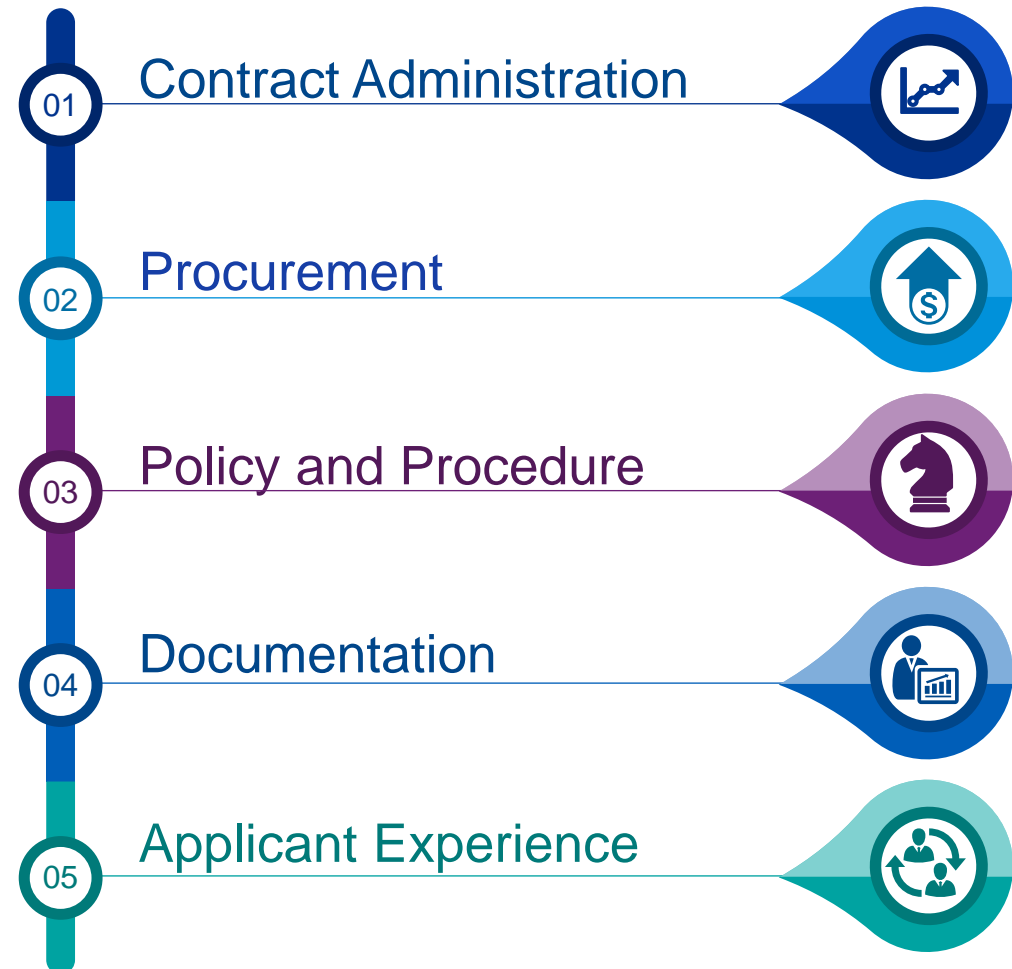 01
Contract Administration
02
Procurement
$
03
Policy and Procedure
04
Documentation
05
Applicant Experience